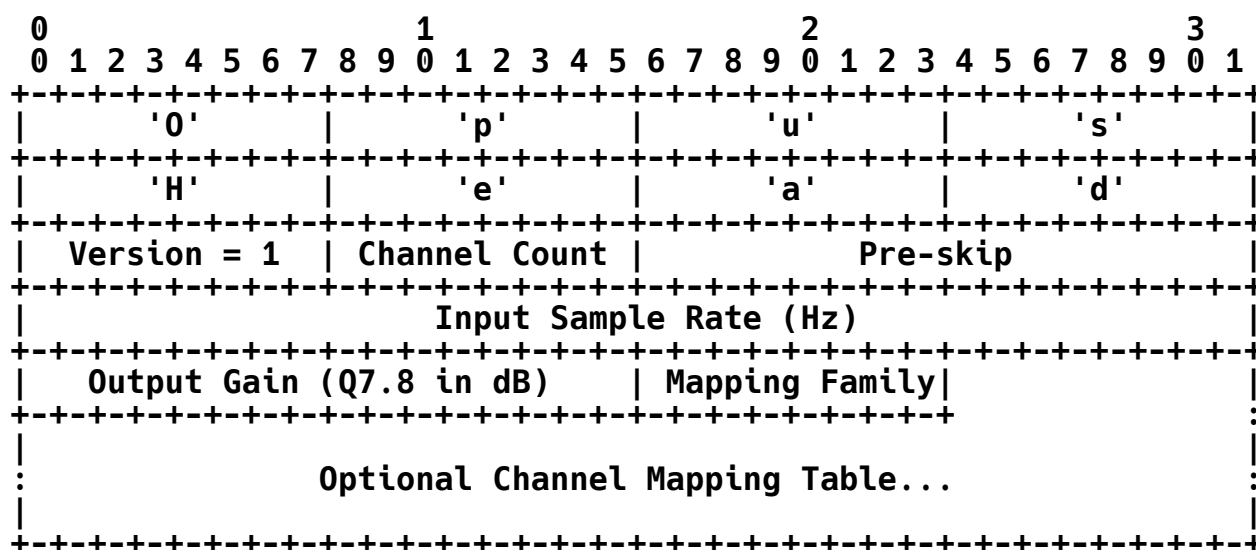 0                   1                   2                   3
 0 1 2 3 4 5 6 7 8 9 0 1 2 3 4 5 6 7 8 9 0 1 2 3 4 5 6 7 8 9 0 1
+-+-+-+-+-+-+-+-+-+-+-+-+-+-+-+-+-+-+-+-+-+-+-+-+-+-+-+-+-+-+-+-+
|      'O'      |      'p'      |      'u'      |      's'      |
+-+-+-+-+-+-+-+-+-+-+-+-+-+-+-+-+-+-+-+-+-+-+-+-+-+-+-+-+-+-+-+-+
|      'H'      |      'e'      |      'a'      |      'd'      |
+-+-+-+-+-+-+-+-+-+-+-+-+-+-+-+-+-+-+-+-+-+-+-+-+-+-+-+-+-+-+-+-+
|  Version = 1  | Channel Count |           Pre-skip            |
+-+-+-+-+-+-+-+-+-+-+-+-+-+-+-+-+-+-+-+-+-+-+-+-+-+-+-+-+-+-+-+-+
|                     Input Sample Rate (Hz)                    |
+-+-+-+-+-+-+-+-+-+-+-+-+-+-+-+-+-+-+-+-+-+-+-+-+-+-+-+-+-+-+-+-+
|   Output Gain (Q7.8 in dB)    | Mapping Family|               |
+-+-+-+-+-+-+-+-+-+-+-+-+-+-+-+-+-+-+-+-+-+-+-+-+               :
|                                                               |
:               Optional Channel Mapping Table...               :
|                                                               |
+-+-+-+-+-+-+-+-+-+-+-+-+-+-+-+-+-+-+-+-+-+-+-+-+-+-+-+-+-+-+-+-+